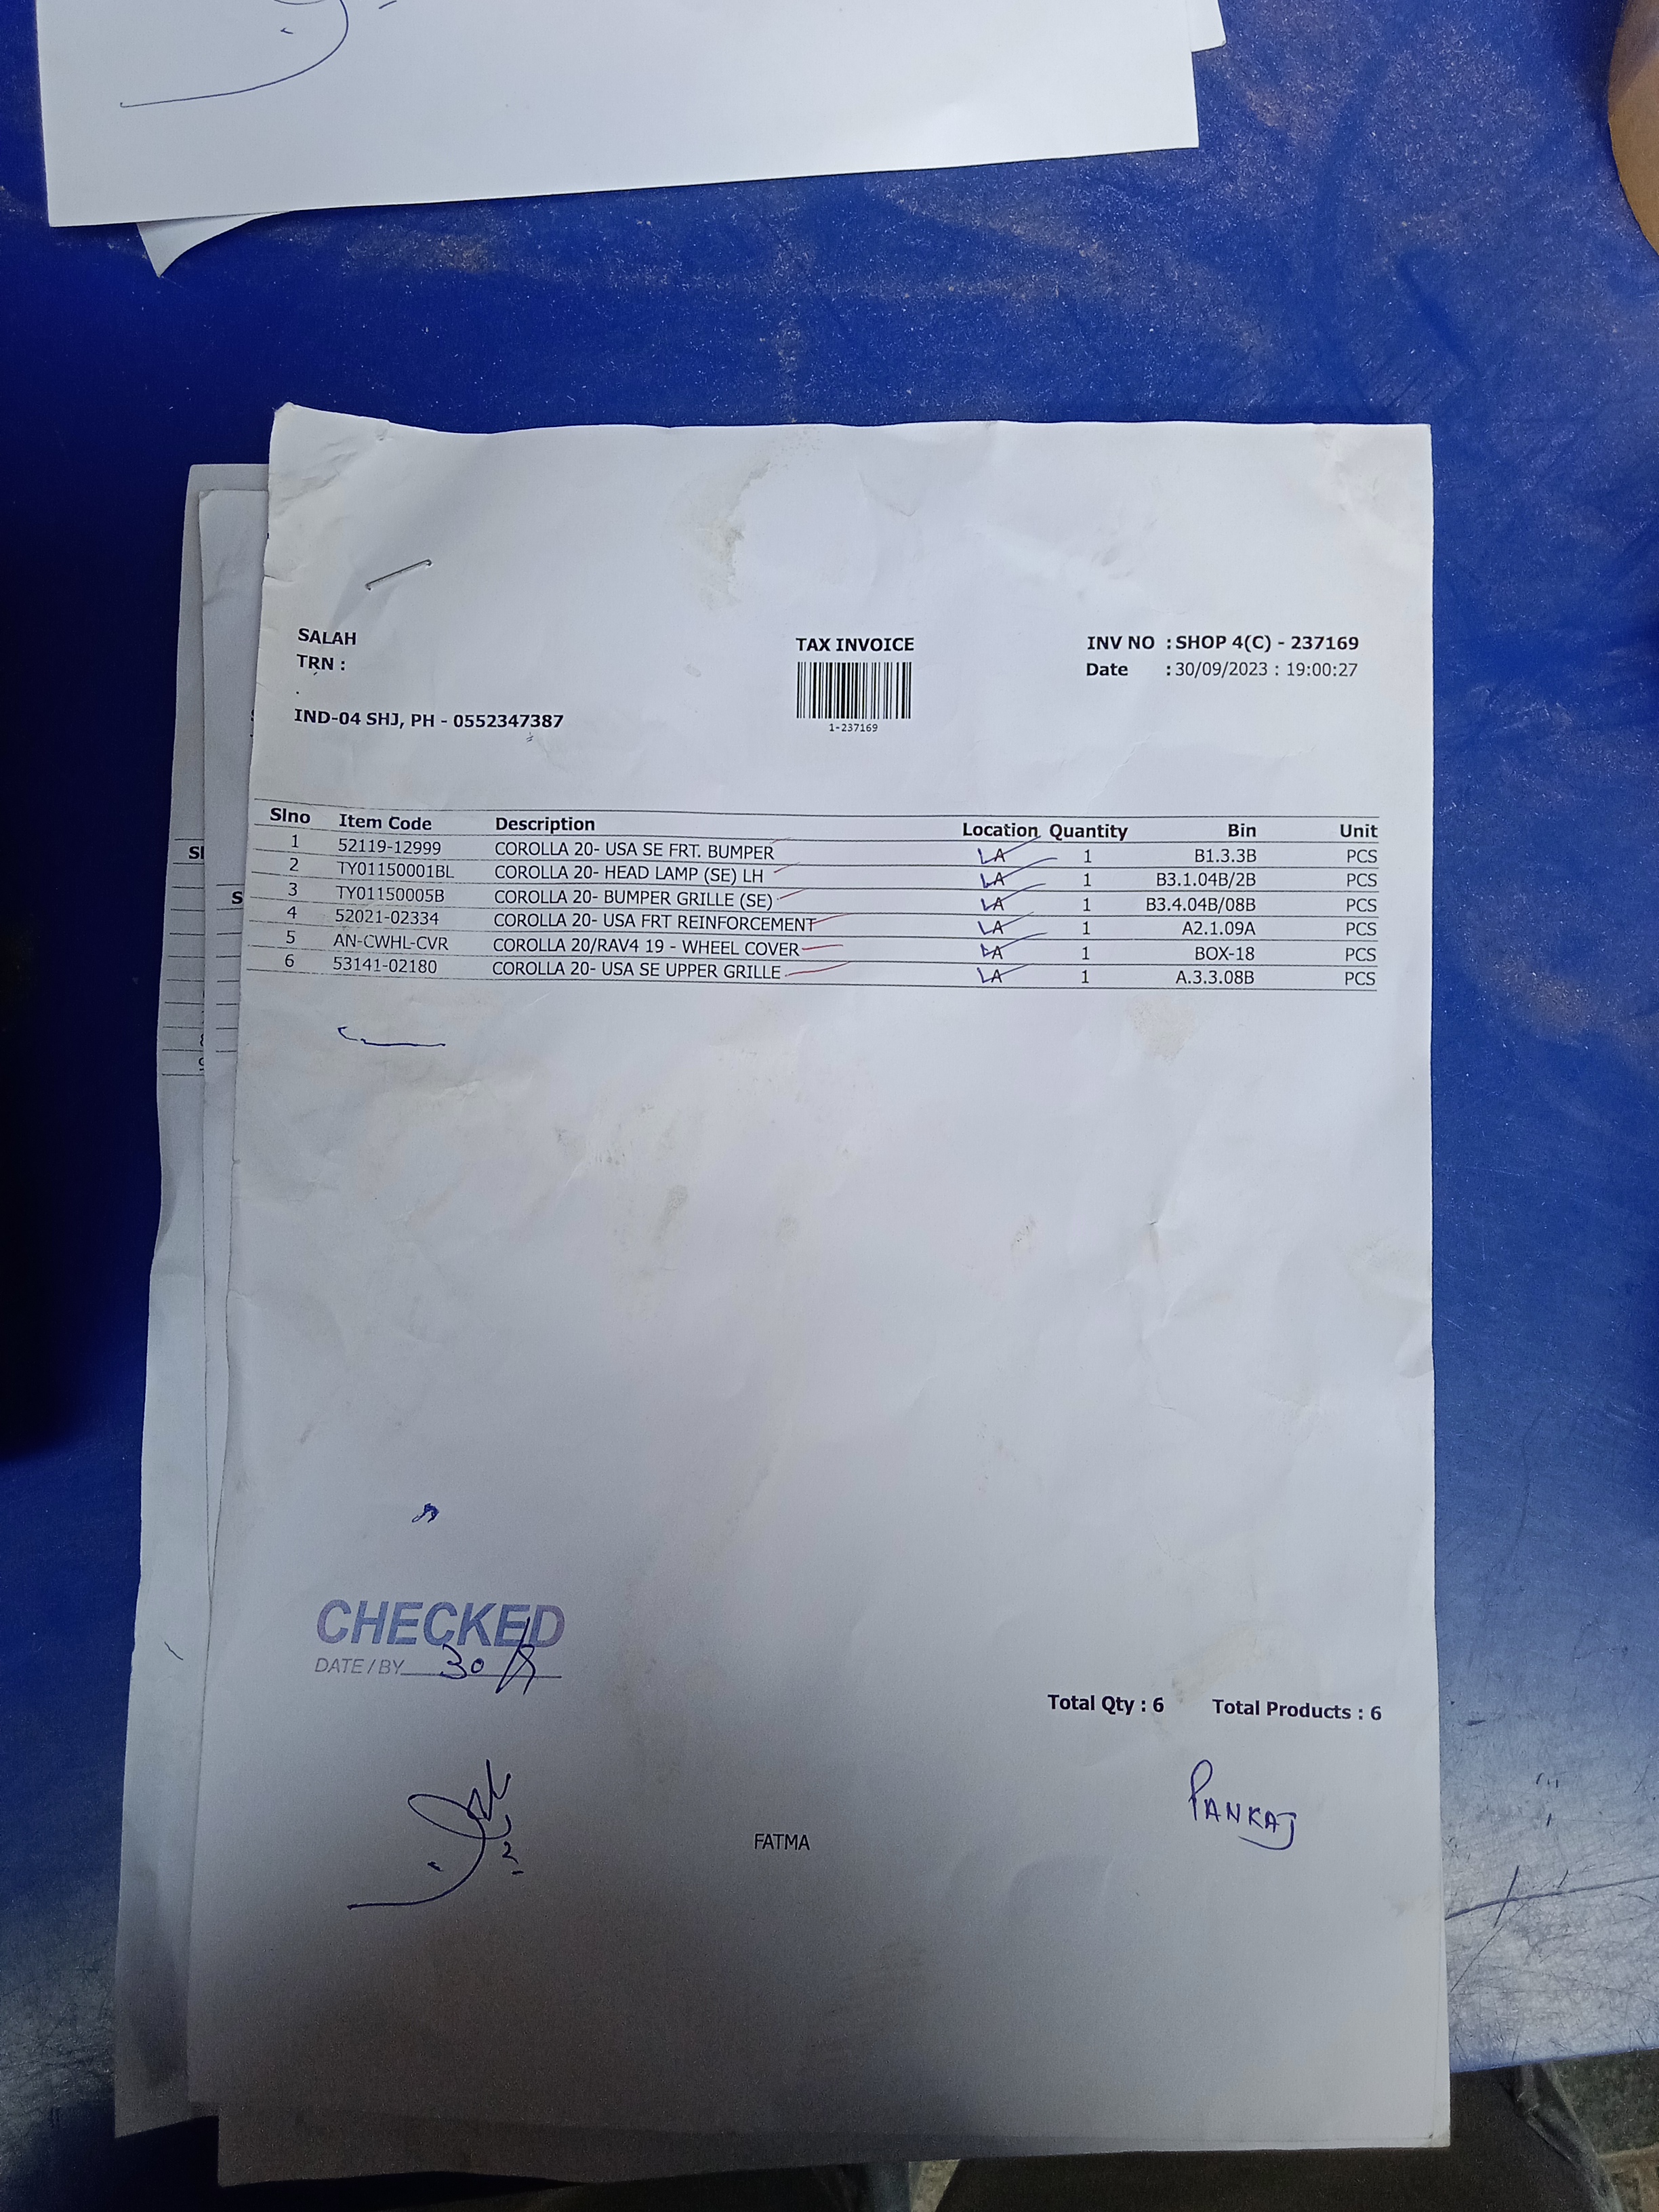 SALAH
TRN :
.
IND-04 SHJ, PH - 0552347387
TAX INVOICE
1-237169
INV NO : SHOP 4(C) - 237169
Date : 30/09/2023 : 19:00:27
Slno Item Code Description Location Quantity Bin Unit
1 52119-12999 COROLLA 20- USA SE FRT. BUMPER LA 1 B1.3.3B PCS
2 TY01150001BL COROLLA 20- HEAD LAMP (SE) LH LA 1 B3.1.04B/2B PCS
3 TY01150005B COROLLA 20- BUMPER GRILLE (SE) LA 1 B3.4.04B/08B PCS
4 52021-02334 COROLLA 20- USA FRT REINFORCEMENT LA 1 A2.1.09A PCS
5 AN-CWHL-CVR COROLLA 20/RAV4 19 - WHEEL COVER LA 1 BOX-18 PCS
6 53141-02180 COROLLA 20- USA SE UPPER GRILLE LA 1 A.3.3.08B PCS
CHECKED
DATE / BY 30
Total Qty : 6 Total Products : 6
PANKAJ
FATMA